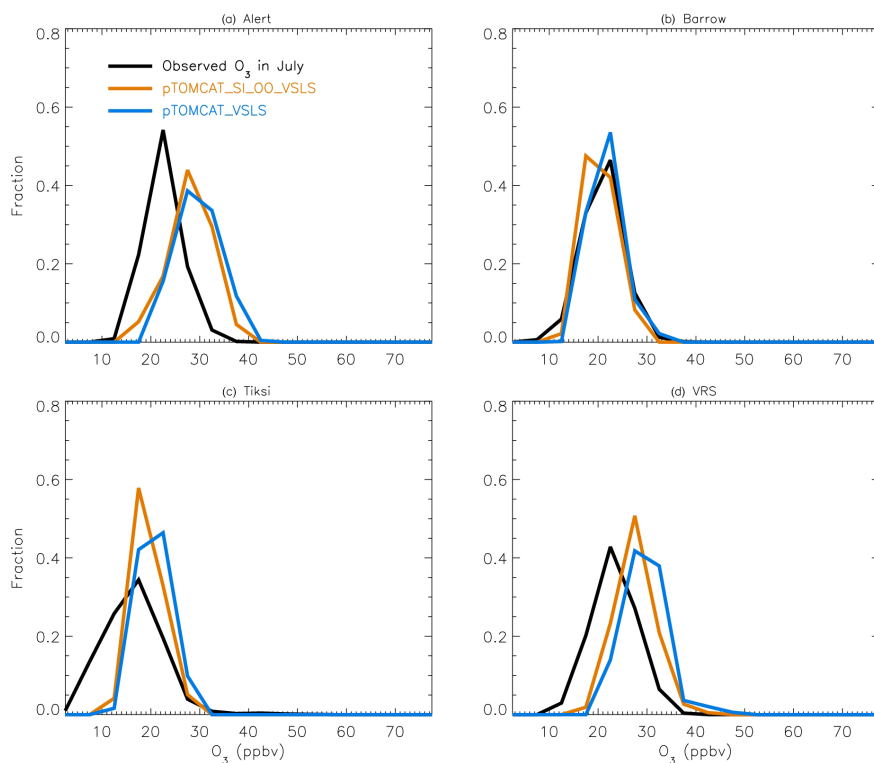 (a) Alert
0.8
0.6
0.4
0.2
0.0
Fraction
Observed O3 in July
pTOMCAT_SI_OO_VSLS
pTOMCAT_VSLS
10 20 30 40 50 60 70
(b) Barrow
0.8
0.6
0.4
0.2
0.0
10 20 30 40 50 60 70
(c) Tiksi
0.8
0.6
0.4
0.2
0.0
Fraction
10 20 30 40 50 60 70
O3 (ppbv)
(d) VRS
0.8
0.6
0.4
0.2
0.0
10 20 30 40 50 60 70
O3 (ppbv)